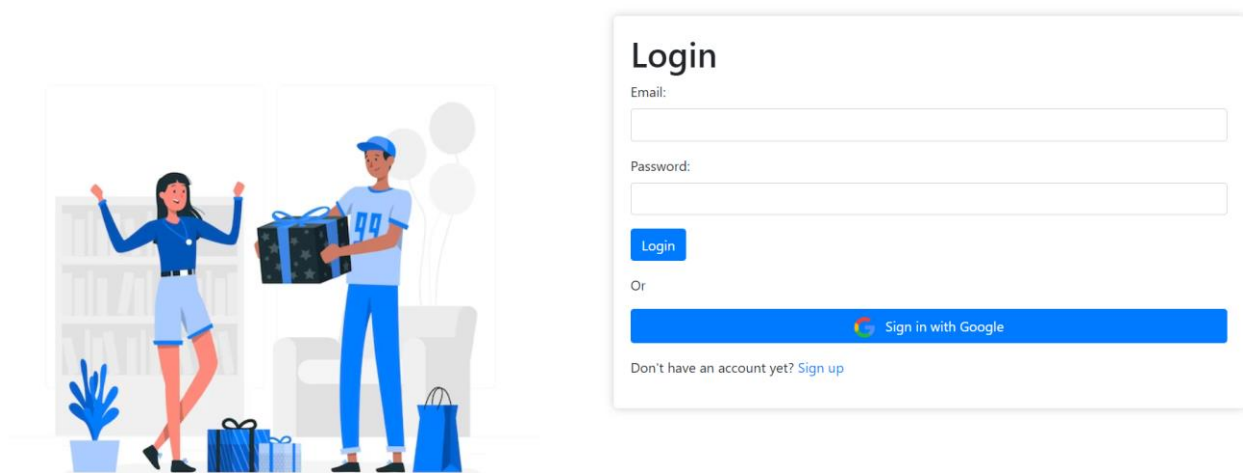 Login
Email:
Password:
Login
Or
Sign in with Google
Don't have an account yet? Sign up
99